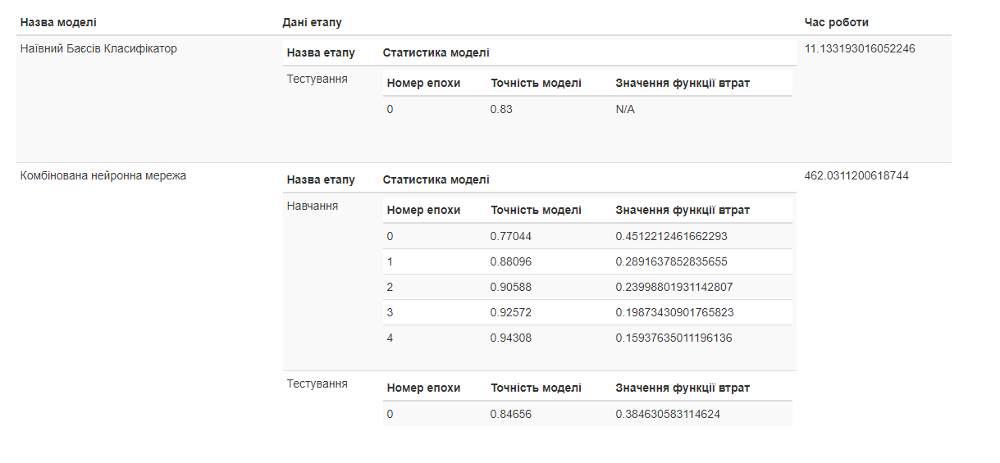 Назва моделі Дані етапу Час роботи
Наївний Баєсів Класифікатор 11.133193016052246
Назва етапу Статистика моделі
Тестування
Номер епохи Точність моделі Значення функції втрат
0 0.83 N/A
Комбінована нейронна мережа 462.0311200618744
Назва етапу Статистика моделі
Навчання
Номер епохи Точність моделі Значення функції втрат
0 0.77044 0.4512212461662293
1 0.88096 0.2891637852835655
2 0.90588 0.23998801931142807
3 0.92572 0.19873430901765823
4 0.94308 0.15937635011196136
Тестування
Номер епохи Точність моделі Значення функції втрат
0 0.84656 0.384630583114624